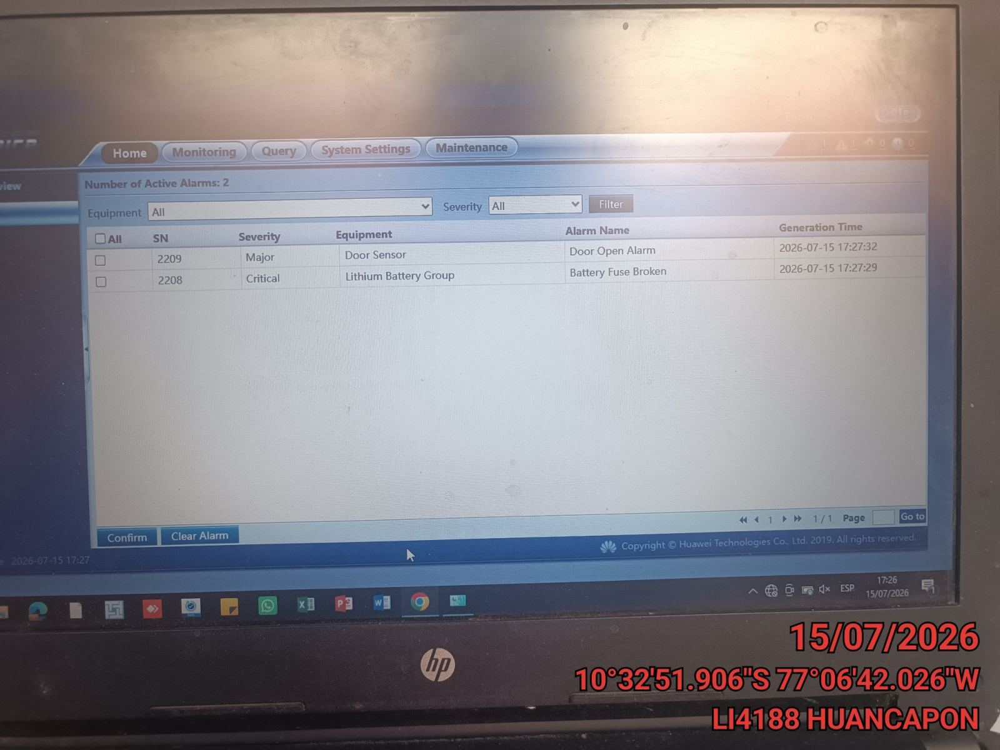 Home Monitoring Query System Settings Maintenance
1 1 0 0
view
Number of Active Alarms: 2
Equipment All Severity All Filter
All SN Severity Equipment Alarm Name Generation Time
2209 Major Door Sensor Door Open Alarm 2026-07-15 17:27:32
2208 Critical Lithium Battery Group Battery Fuse Broken 2026-07-15 17:27:29
1 1 / 1 Page Go to
Confirm Clear Alarm
Copyright © Huawei Technologies Co., Ltd. 2019. All rights reserved.
2026-07-15 17:27
ESP 17:26
15/07/2026
hp
15/07/2026
10°32'51.906"S 77°06'42.026"W
LI4188 HUANCAPON